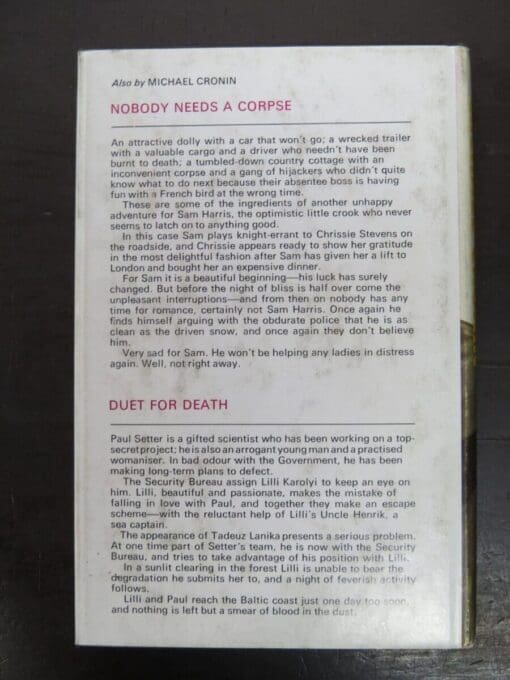 Also by MICHAEL CRONIN
NOBODY NEEDS A CORPSE
An attractive dolly with a car that won't go; a wrecked trailer
with a valuable cargo and a driver who needn't have been
burnt to death; a tumbled-down country cottage with an
inconvenient corpse and a gang of hijackers who didn't quite
know what to do next because their absentee boss is having
fun with a French bird at the wrong time.
These are some of the ingredients of another unhappy
adventure for Sam Harris, the optimistic little crook who never
seems to latch on to anything good.
In this case Sam plays knight-errant to Chrissie Stevens on
the roadside, and Chrissie appears ready to show her gratitude
in the most delightful fashion after Sam has given her a lift to
London and bought her an expensive dinner.
For Sam it is a beautiful beginning—his luck has surely
changed. But before the night of bliss is half over come the
unpleasant interruptions—and from then on nobody has any
time for romance, certainly not Sam Harris. Once again he
finds himself arguing with the obdurate police that he is as
clean as the driven snow, and once again they don't believe
him.
Very sad for Sam. He won't be helping any ladies in distress
again. Well, not right away.
DUET FOR DEATH
Paul Setter is a gifted scientist who has been working on a top-
secret project; he is also an arrogant young man and a practised
womaniser. In bad odour with the Government, he has been
making long-term plans to defect.
The Security Bureau assign Lilli Karolyi to keep an eye on
him. Lilli, beautiful and passionate, makes the mistake of
falling in love with Paul, and together they make an escape
scheme—with the reluctant help of Lilli's Uncle Henrik, a
sea captain.
The appearance of Tadeuz Lanika presents a serious problem.
At one time part of Setter's team, he is now with the Security
Bureau, and tries to take advantage of his position with Lilli.
In a sunlit clearing in the forest Lilli is unable to bear the
degradation he submits her to, and a night of feverish activity
follows.
Lilli and Paul reach the Baltic coast just one day too soon,
and nothing is left but a smear of blood in the dust.